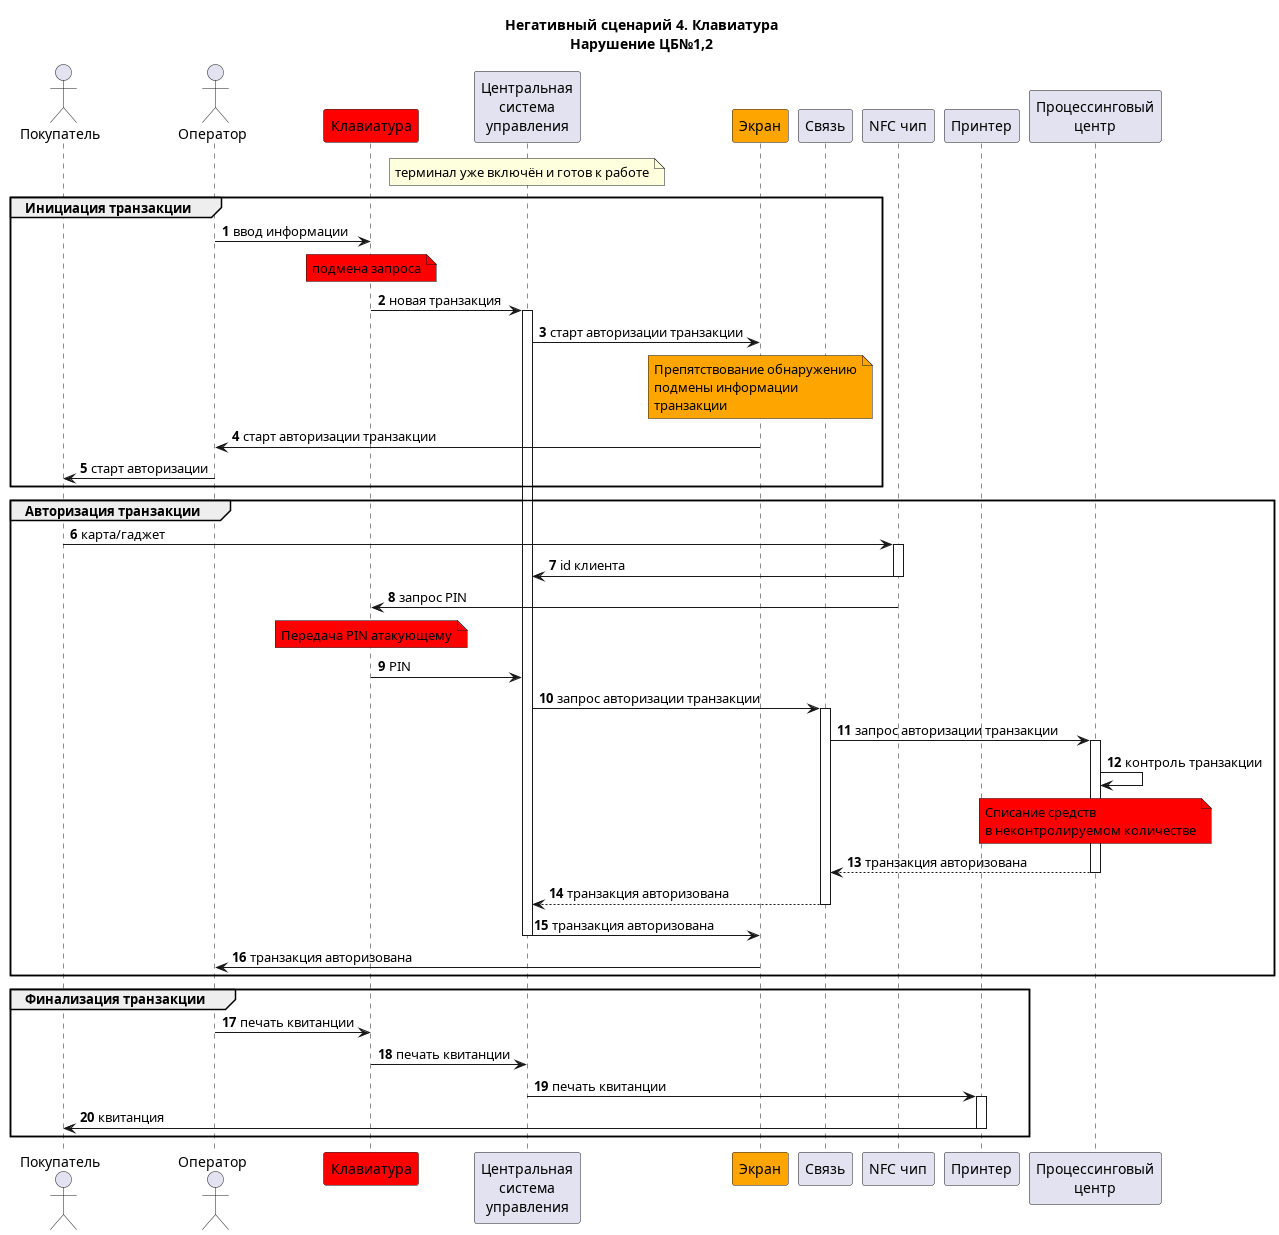 Негативный сценарий 4. Клавиатура
Нарушение ЦБ№1,2
Покупатель
Оператор
Клавиатура
Центральная
система
управления
Экран
Связь
NFC чип
Принтер
Процессинговый
центр
терминал уже включён и готов к работе
Инициация транзакции
1 ввод информации
подмена запроса
2 новая транзакция
3 старт авторизации транзакции
Препятствование обнаружению
подмены информации
транзакции
4 старт авторизации транзакции
5 старт авторизации
Авторизация транзакции
6 карта/гаджет
7 id клиента
8 запрос PIN
Передача PIN атакующему
9 PIN
10 запрос авторизации транзакции
11 запрос авторизации транзакции
12 контроль транзакции
Списание средств
в неконтролируемом количестве
13 транзакция авторизована
14 транзакция авторизована
15 транзакция авторизована
16 транзакция авторизована
Финализация транзакции
17 печать квитанции
18 печать квитанции
19 печать квитанции
20 квитанция
Покупатель
Оператор
Клавиатура
Центральная
система
управления
Экран
Связь
NFC чип
Принтер
Процессинговый
центр